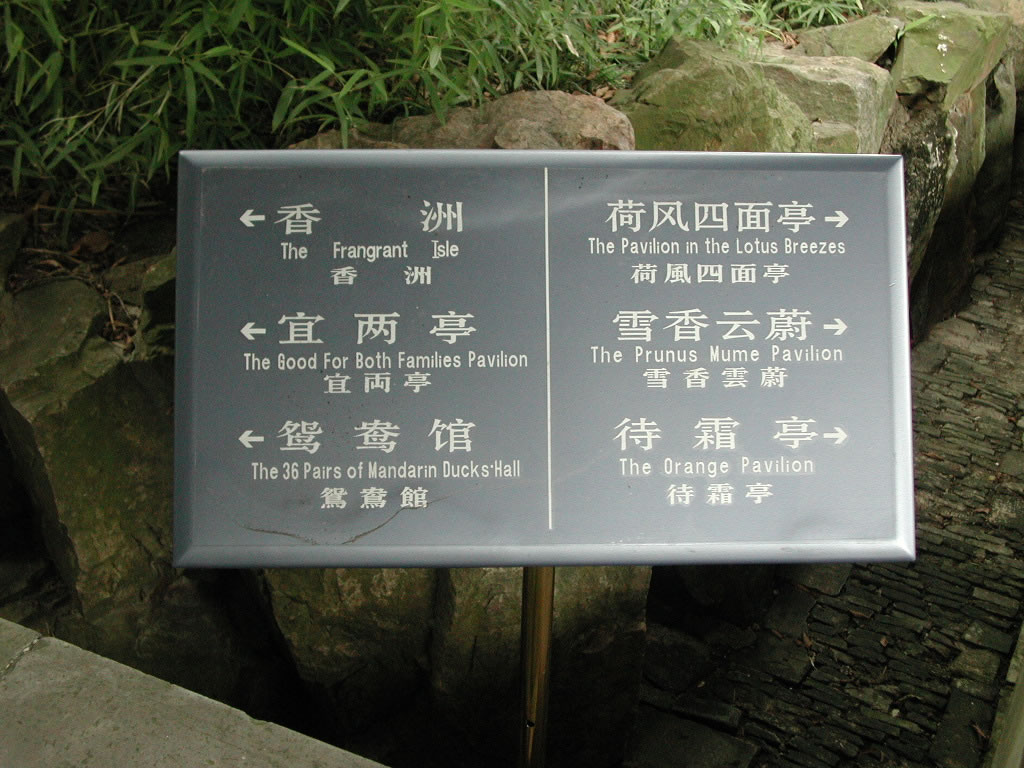 ← 香 洲
The Frangrant Isle
香 洲
← 宜 两 亭
The Good For Both Families Pavilion
宜 両 亭
← 鸳 鸯 馆
The 36 Pairs of Mandarin Ducks'Hall
鴛 鴦 館
荷风四面亭 →
The Pavilion in the Lotus Breezes
荷風四面亭
雪香云蔚 →
The Prunus Mume Pavilion
雪香雲蔚
待 霜 亭 →
The Orange Pavilion
待 霜 亭